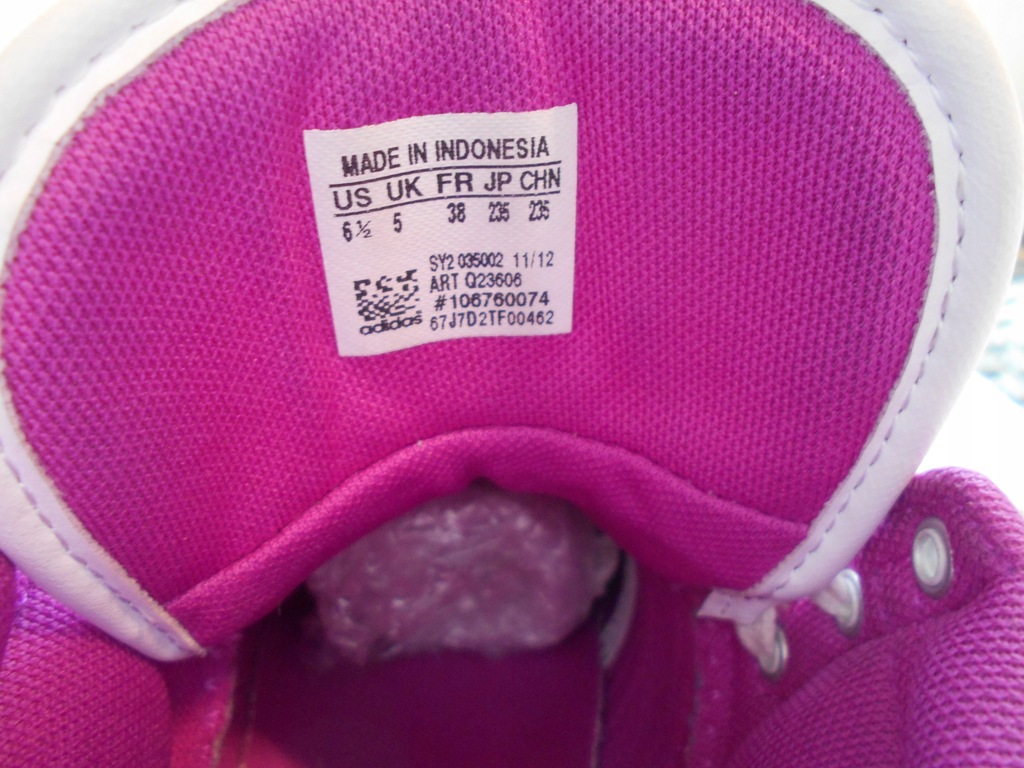 MADE IN INDONESIA
US UK FR JP CHN
6½ 5 38 235 235
SY2 035002 11/12
ART Q23606
#106760074
adidas 67J7D2TF00462